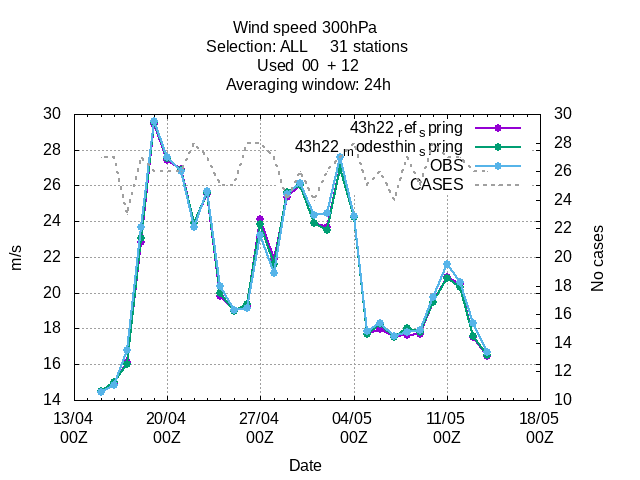 Wind speed 300hPa
Selection: ALL 31 stations
Used 00 + 12
Averaging window: 24h
30 30
43h22_ref_spring
28 28
43h22_modesthin_spring
OBS
26 26
CASES
24 24
22 22
m/s
No cases
20 20
18 18
16 16
14
14
12
10
13/04 20/04 27/04 04/05 11/05 18/05
00Z 00Z 00Z 00Z 00Z 00Z
Date